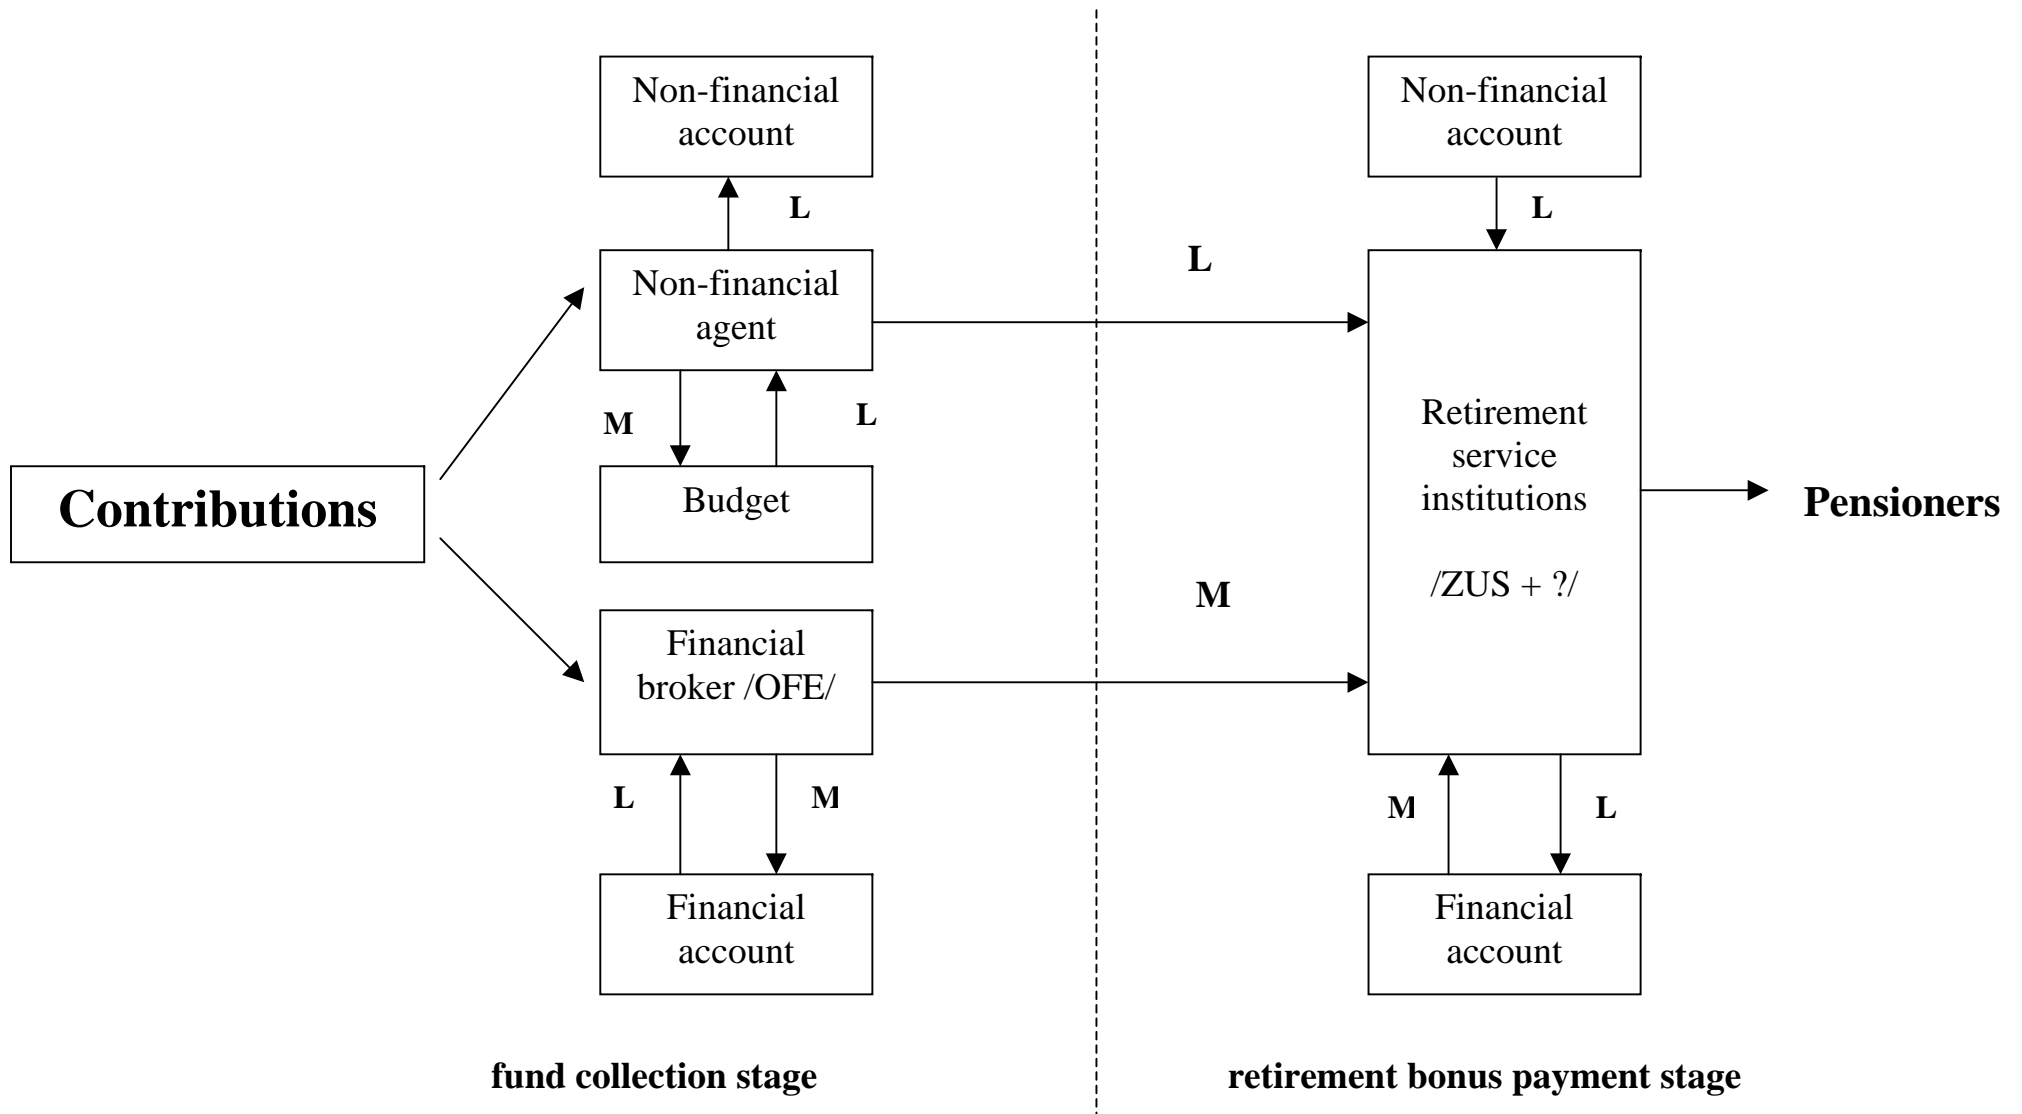 Non-financial
account
Non-financial
account
L
L
Non-financial
agent
L
M
L
Contributions
Budget
Retirement
service
institutions
/ZUS + ?/
Pensioners
Financial
broker /OFE/
M
L
M
M
L
Financial
account
Financial
account
fund collection stage
retirement bonus payment stage